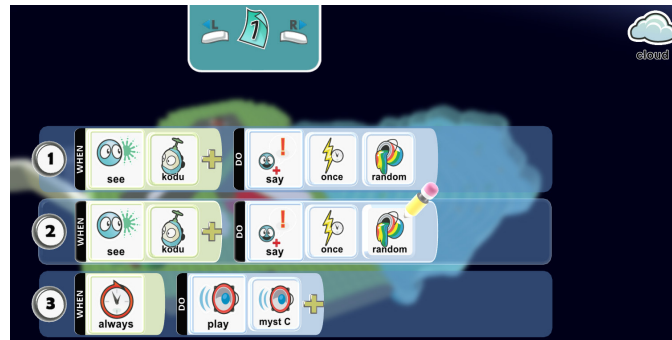 L 1 R
cloud
1 WHEN see kodu DO say once random
2 WHEN see kodu DO say once random
3 WHEN always DO play myst C